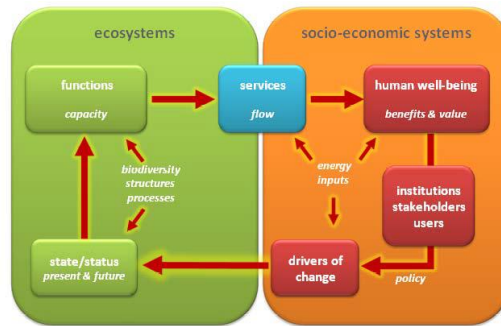 ecosystems
socio-economic systems
functions
capacity
services
flow
human well-being
benefits & value
biodiversity
structures
processes
energy
inputs
institutions
stakeholders
users
state/status
present & future
drivers of
change
policy